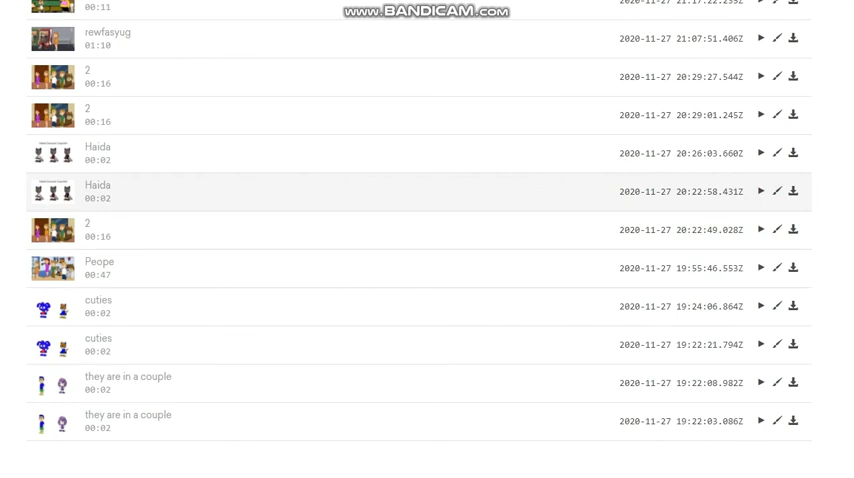 www.BANDICAM.com
00:11
rewfasyug
01:10
2020-11-27 21:07:51.406Z
2
00:16
2020-11-27 20:29:27.544Z
2
00:16
2020-11-27 20:29:01.245Z
Haida
00:02
2020-11-27 20:26:03.660Z
Haida
00:02
2020-11-27 20:22:58.431Z
2
00:16
2020-11-27 20:22:49.028Z
Peope
00:47
2020-11-27 19:55:46.553Z
cuties
00:02
2020-11-27 19:24:06.864Z
cuties
00:02
2020-11-27 19:22:21.794Z
they are in a couple
00:02
2020-11-27 19:22:08.982Z
they are in a couple
00:02
2020-11-27 19:22:03.086Z